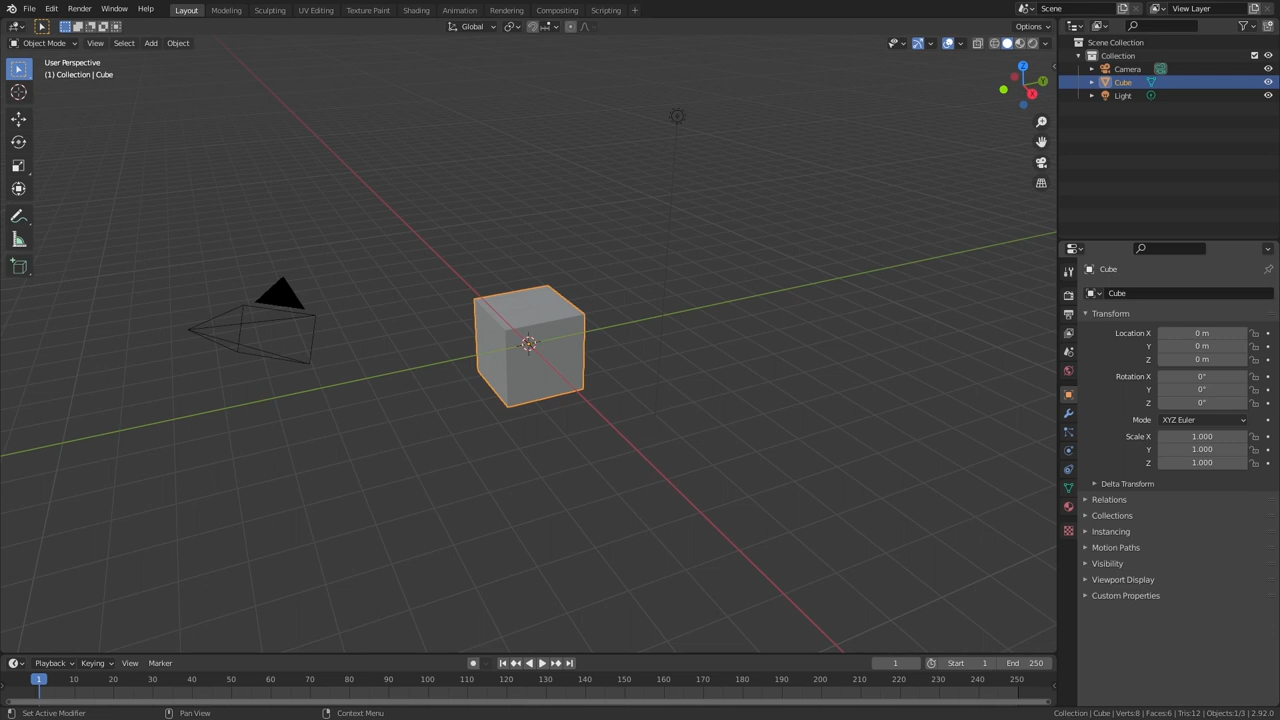 File Edit Render Window Help Layout Modeling Sculpting UV Editing Texture Paint Shading Animation Rendering Compositing Scripting + Scene View Layer
Global Options
Object Mode View Select Add Object
User Perspective
(1) Collection | Cube
Z
Y
X
Scene Collection
Collection
Camera
Cube
Light
Cube
Cube
Transform
Location X 0 m
Y 0 m
Z 0 m
Rotation X 0°
Y 0°
Z 0°
Mode XYZ Euler
Scale X 1.000
Y 1.000
Z 1.000
Delta Transform
Relations
Collections
Instancing
Motion Paths
Visibility
Viewport Display
Custom Properties
Playback Keying View Marker 1 Start 1 End 250
1 10 20 30 40 50 60 70 80 90 100 110 120 130 140 150 160 170 180 190 200 210 220 230 240 250
Set Active Modifier Pan View Context Menu Collection | Cube | Verts:8 | Faces:6 | Tris:12 | Objects:1/3 | 2.92.0